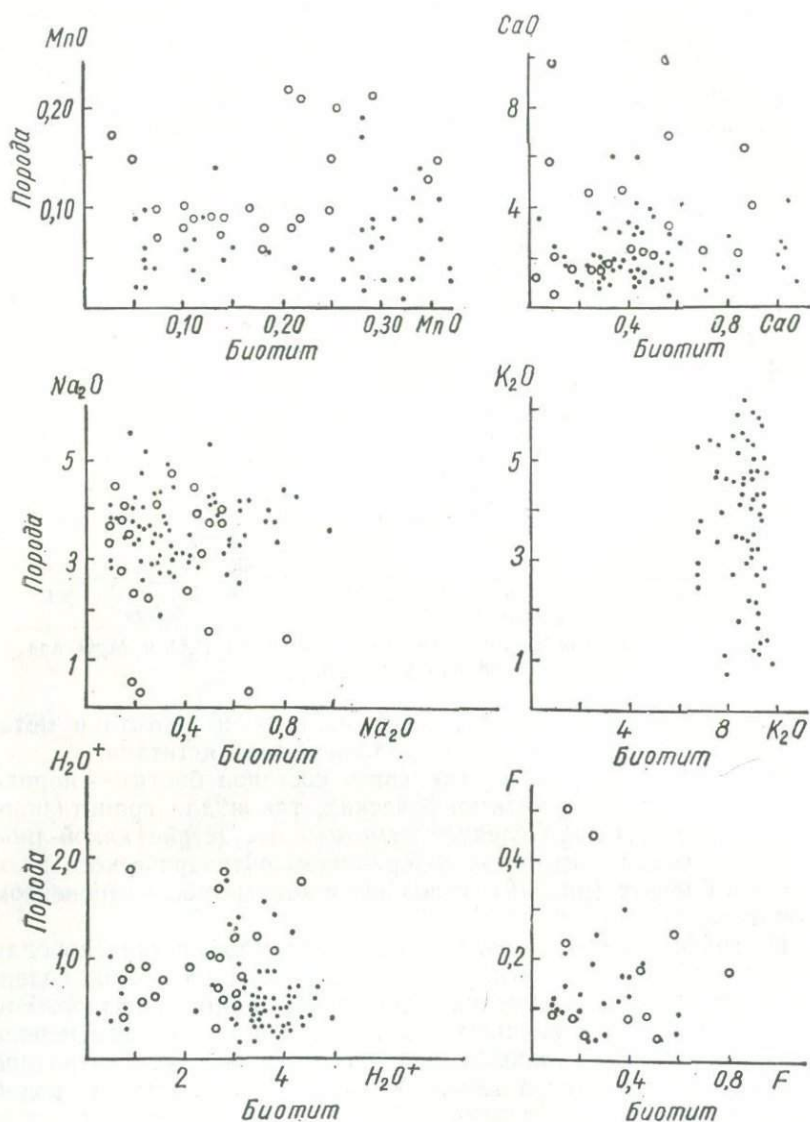 MnO
CaO
0,20
8
Порода
0,10
4
0,10
0,20
0,30
MnO
0,4
0,8
CaO
Биотит
Биотит
Na₂O
K₂O
5
5
Порода
3
3
1
1
0,4
0,8
Na₂O
4
8
K₂O
Биотит
Биотит
H₂O⁺
F
2,0
0,4
Порода
1,0
0,2
2
4
H₂O⁺
0,4
0,8
F
Биотит
Биотит